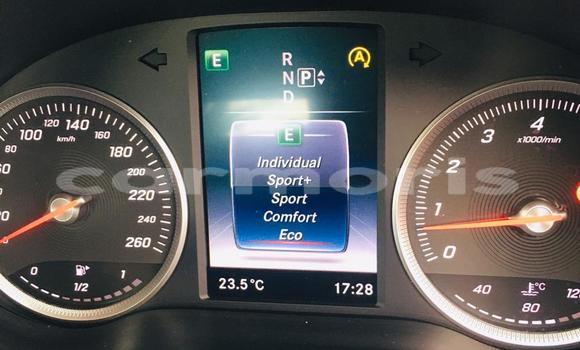 E
R
N P
D
A
E
Individual
Sport+
Sport
Comfort
Eco
23.5°C 17:28
80 100 120 140 160 180 220 240 260
km/h
0 1/2 1
0 1 2 3 4
x1000/min
40 80 °C
carmoris